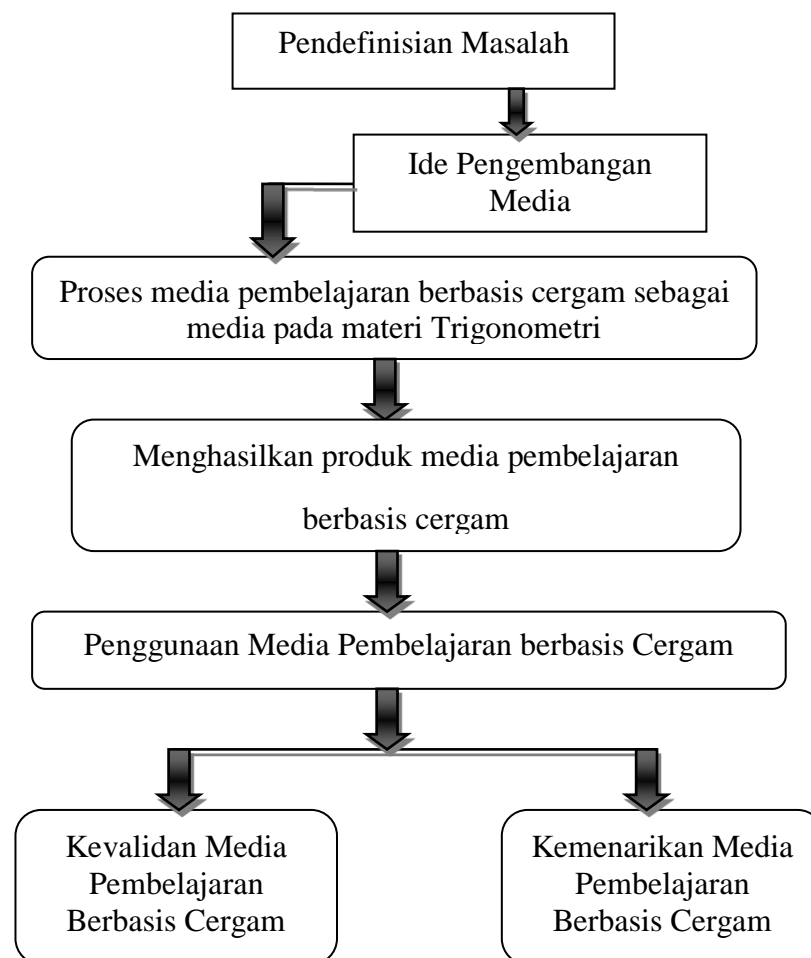 Pendefinisian Masalah
Ide Pengembangan
Media
Proses media pembelajaran berbasis cergam sebagai
media pada materi Trigonometri
Menghasilkan produk media pembelajaran
berbasis cergam
Penggunaan Media Pembelajaran berbasis Cergam
Kevalidan Media
Pembelajaran
Berbasis Cergam
Kemenarikan Media
Pembelajaran
Berbasis Cergam